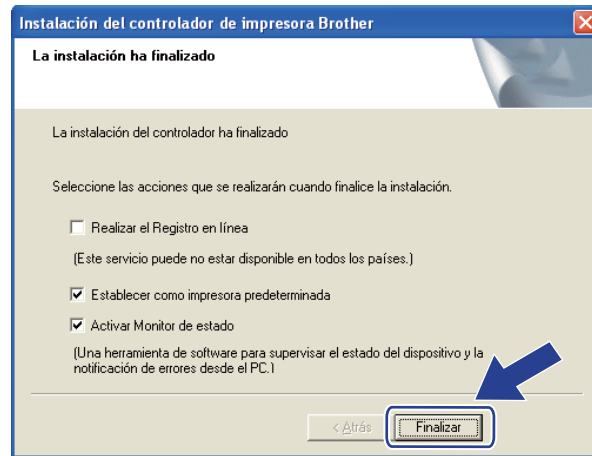 Instalación del controlador de impresora Brother
La instalación ha finalizado
La instalación del controlador ha finalizado
Seleccione las acciones que se realizarán cuando finalice la instalación.
Realizar el Registro en línea
(Este servicio puede no estar disponible en todos los países.)
Establecer como impresora predeterminada
Activar Monitor de estado
(Una herramienta de software para supervisar el estado del dispositivo y la
notificación de errores desde el PC.)
< Atrás
Finalizar